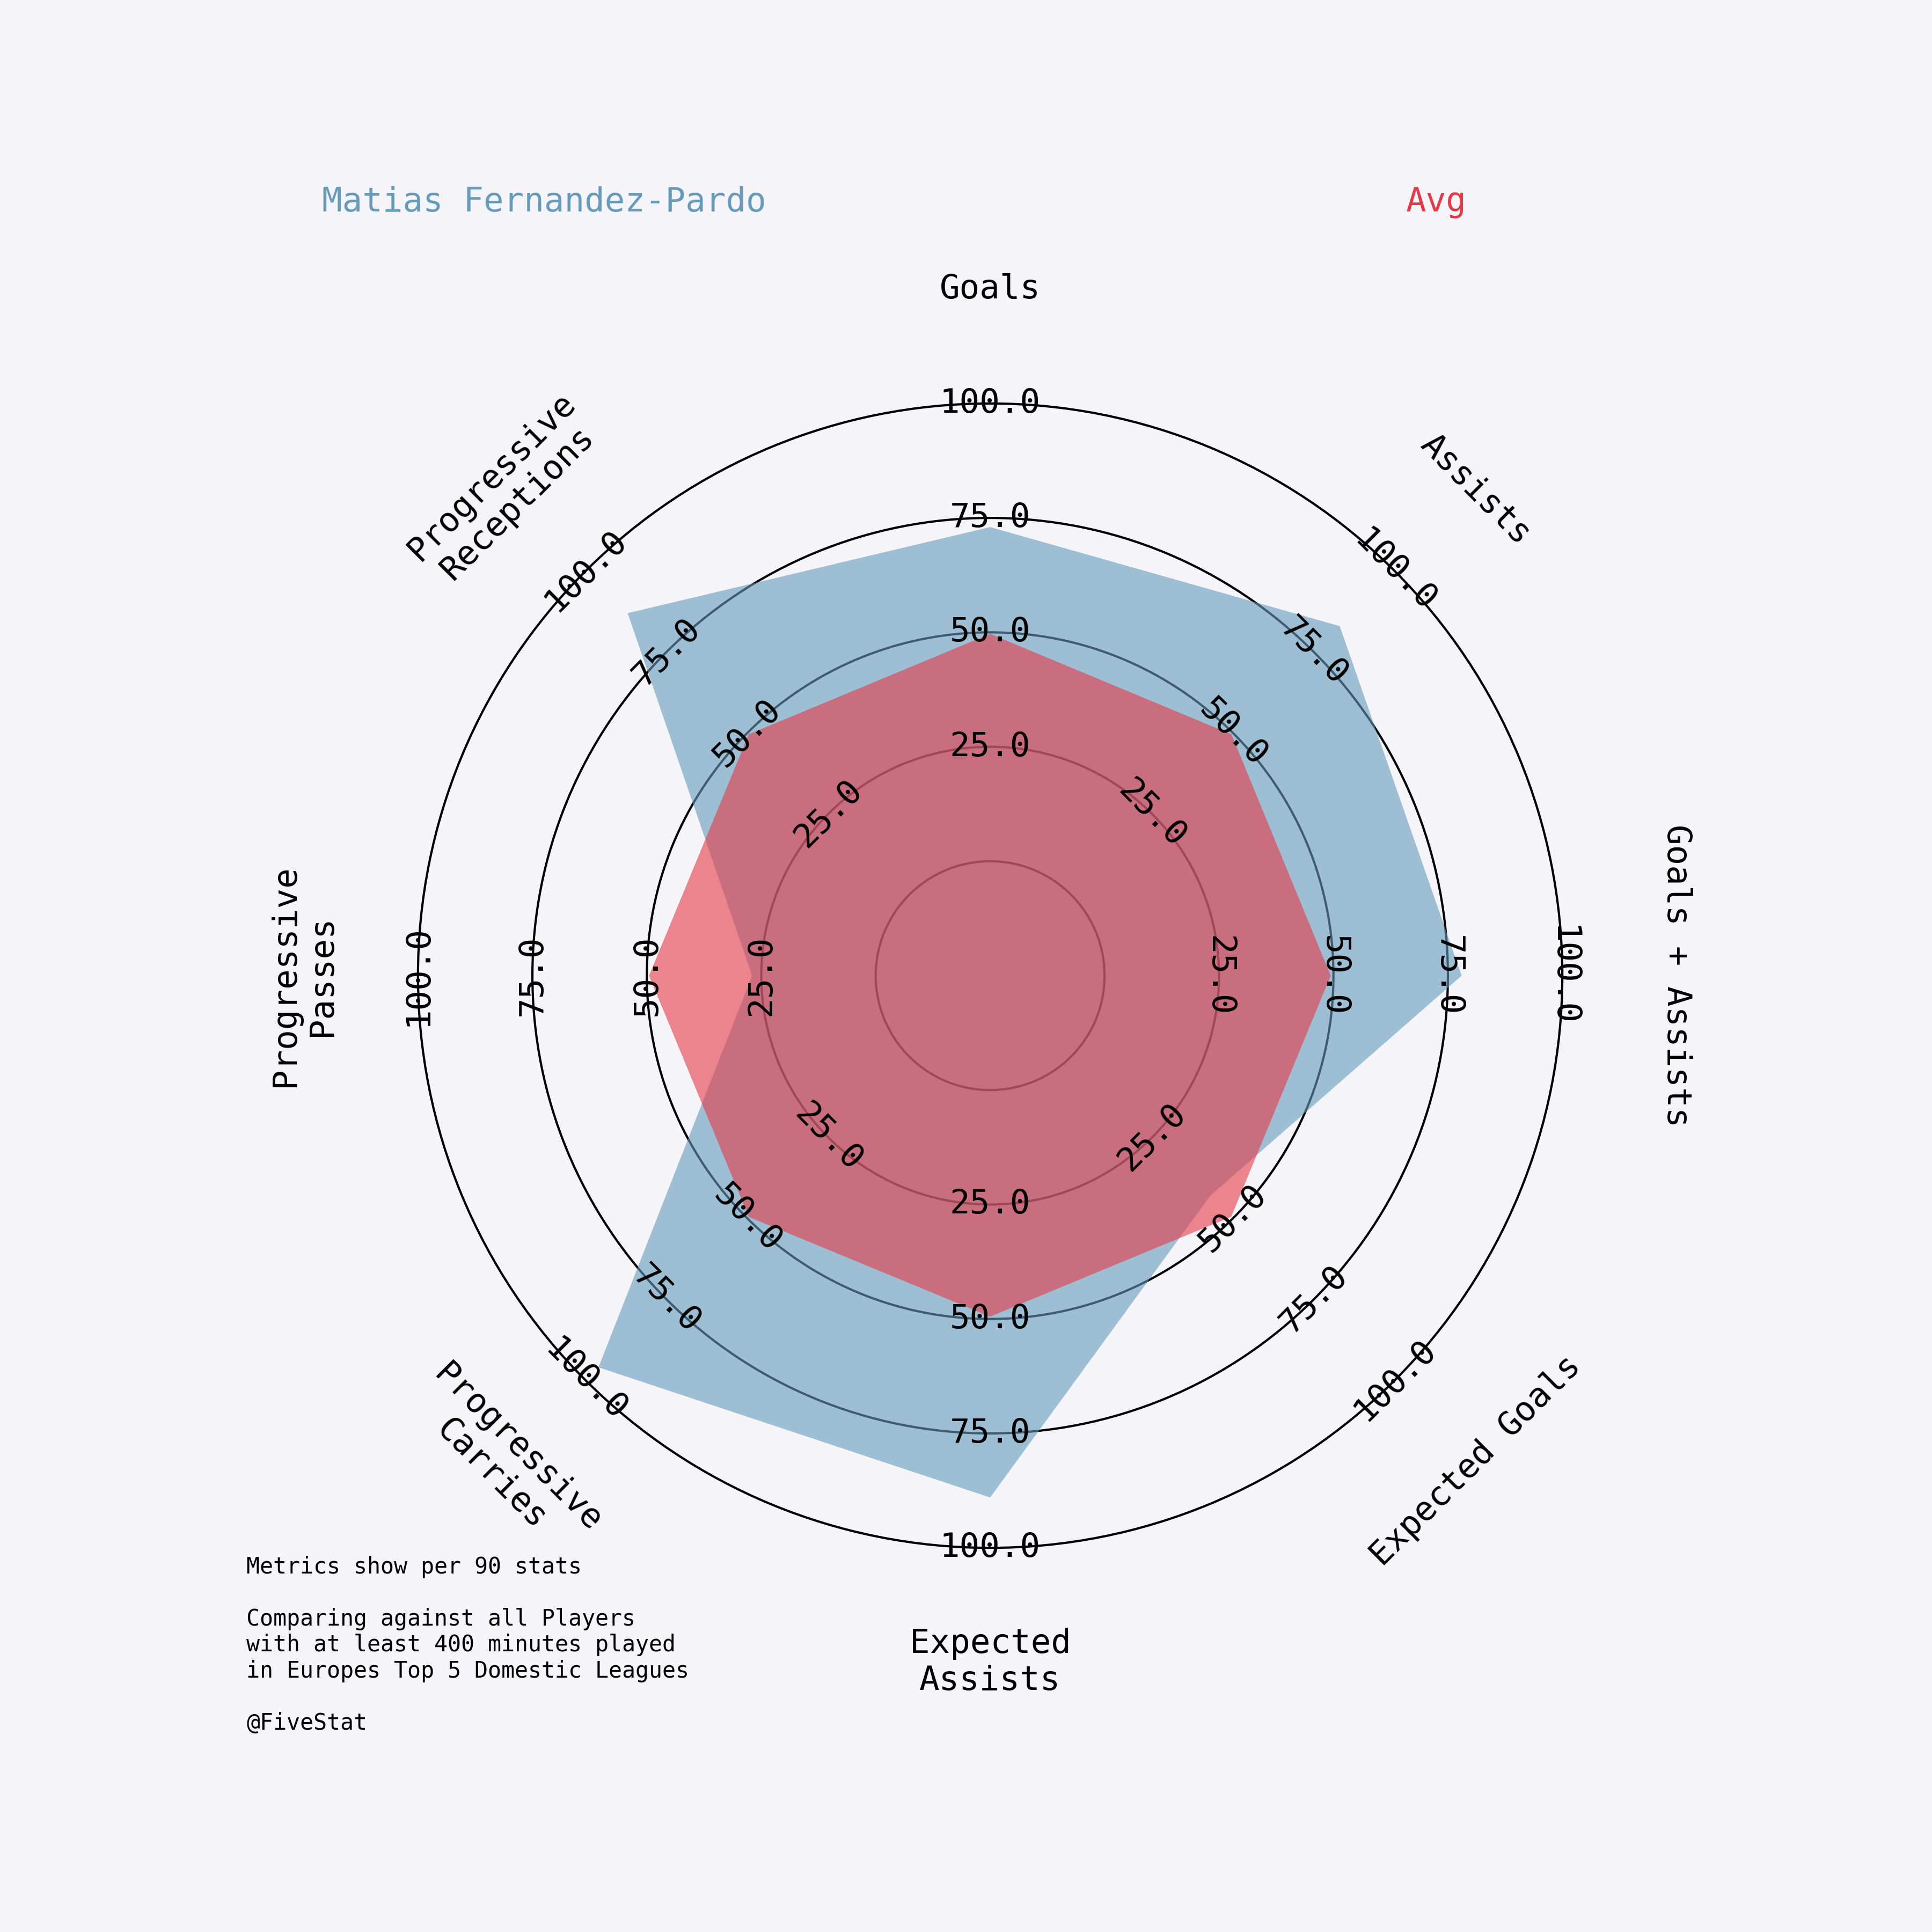 Matias Fernandez-Pardo
Avg
Goals
Assists
Goals + Assists
Expected Goals
Expected
Assists
Progressive
Carries
Progressive
Passes
Progressive
Receptions
25.0
50.0
75.0
100.0
25.0
50.0
75.0
100.0
25.0
50.0
75.0
100.0
25.0
50.0
75.0
100.0
25.0
50.0
75.0
100.0
25.0
50.0
75.0
100.0
25.0
50.0
75.0
100.0
25.0
50.0
75.0
100.0
Metrics show per 90 stats
Comparing against all Players
with at least 400 minutes played
in Europes Top 5 Domestic Leagues
@FiveStat